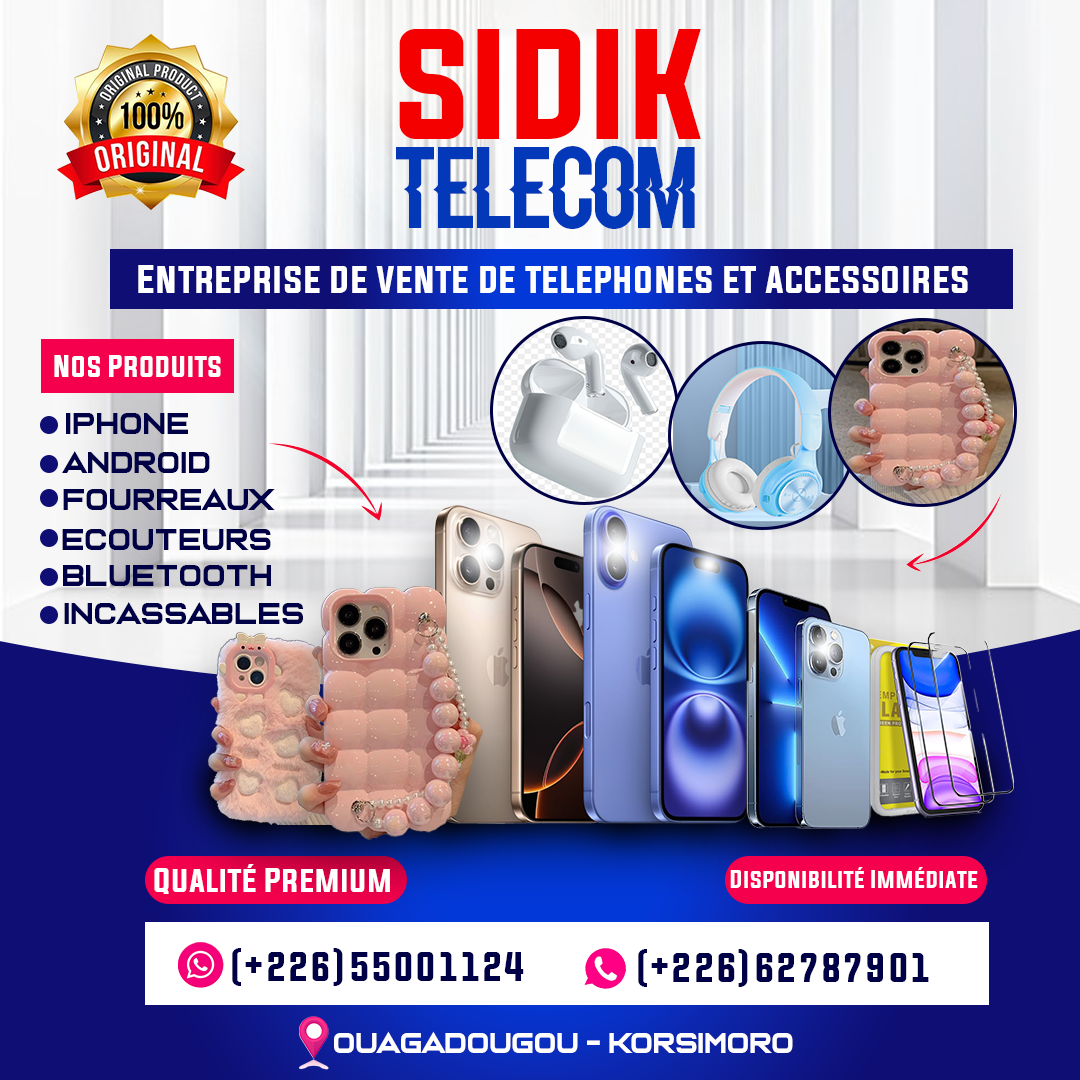 ORIGINAL PRODUCT
100%
ORIGINAL
SIDIK
TELECOM
ENTREPRISE DE VENTE DE TELEPHONES ET ACCESSOIRES
NOS PRODUITS
IPHONE
ANDROID
FOURREAUX
ECOUTEURS
BLUETOOTH
INCASSABLES
QUALITÉ PREMIUM
DISPONIBILITÉ IMMÉDIATE
(+226)55001124
(+226)62787901
OUAGADOUGOU - KORSIMORO